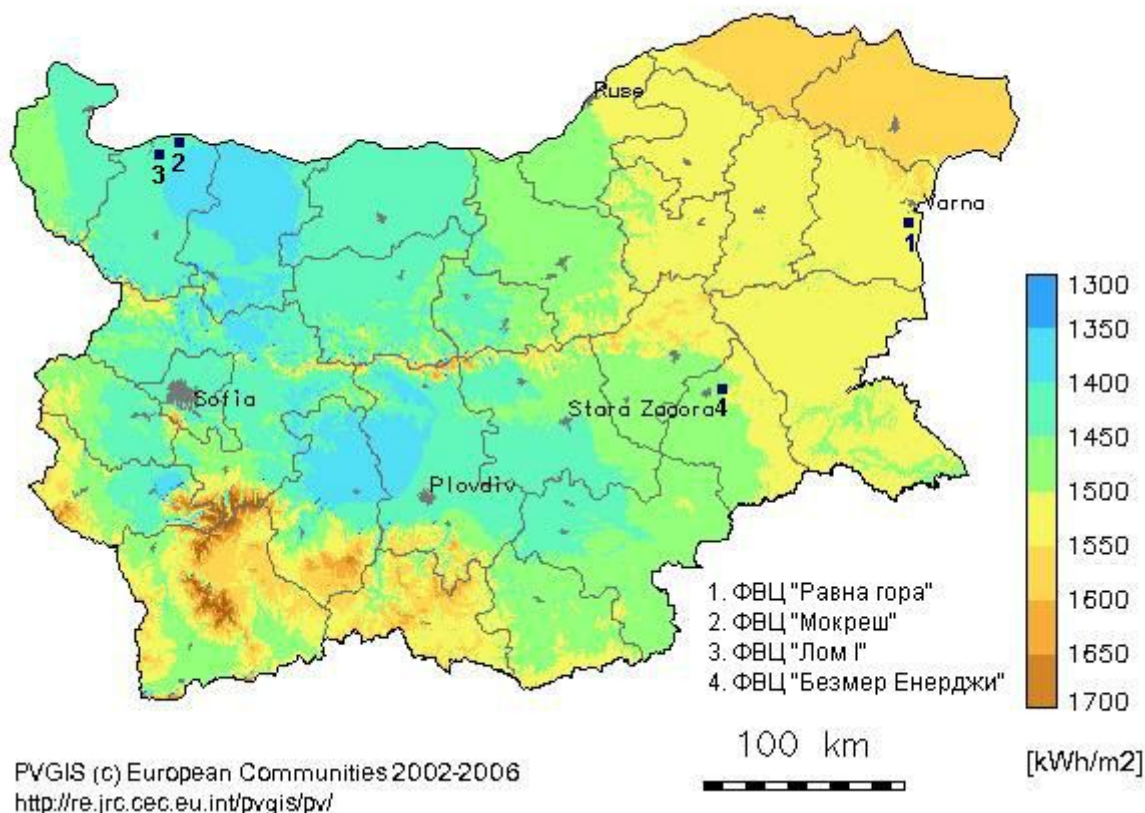 Ruse
2
3
Varna
1
1300
1350
1400
1450
1500
1550
1600
1650
1700
[kWh/m2]
Sofia
Stara Zagora
4
Plovdiv
1. ФВЦ "Равна гора"
2. ФВЦ "Мокреш"
3. ФВЦ "Лом I"
4. ФВЦ "Безмер Енерджи"
100 km
PVGIS (c) European Communities 2002-2006
http://re.jrc.cec.eu.int/pvgis/pv/